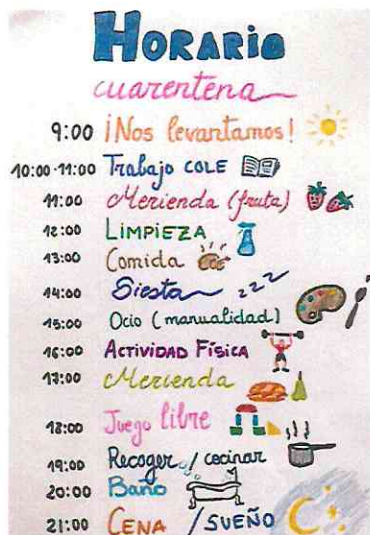 HORARIO
cuarentena
9:00 ¡Nos levantamos!
10:00-11:00 Trabajo COLE
11:00 Merienda (fruta)
12:00 LIMPIEZA
13:00 Comida
14:00 Siesta zzz
15:00 Ocio (manualidad)
16:00 ACTIVIDAD FÍSICA
17:00 Merienda
18:00 Juego libre
19:00 Recoger / cocinar
20:00 Baño
21:00 CENA / SUEÑO